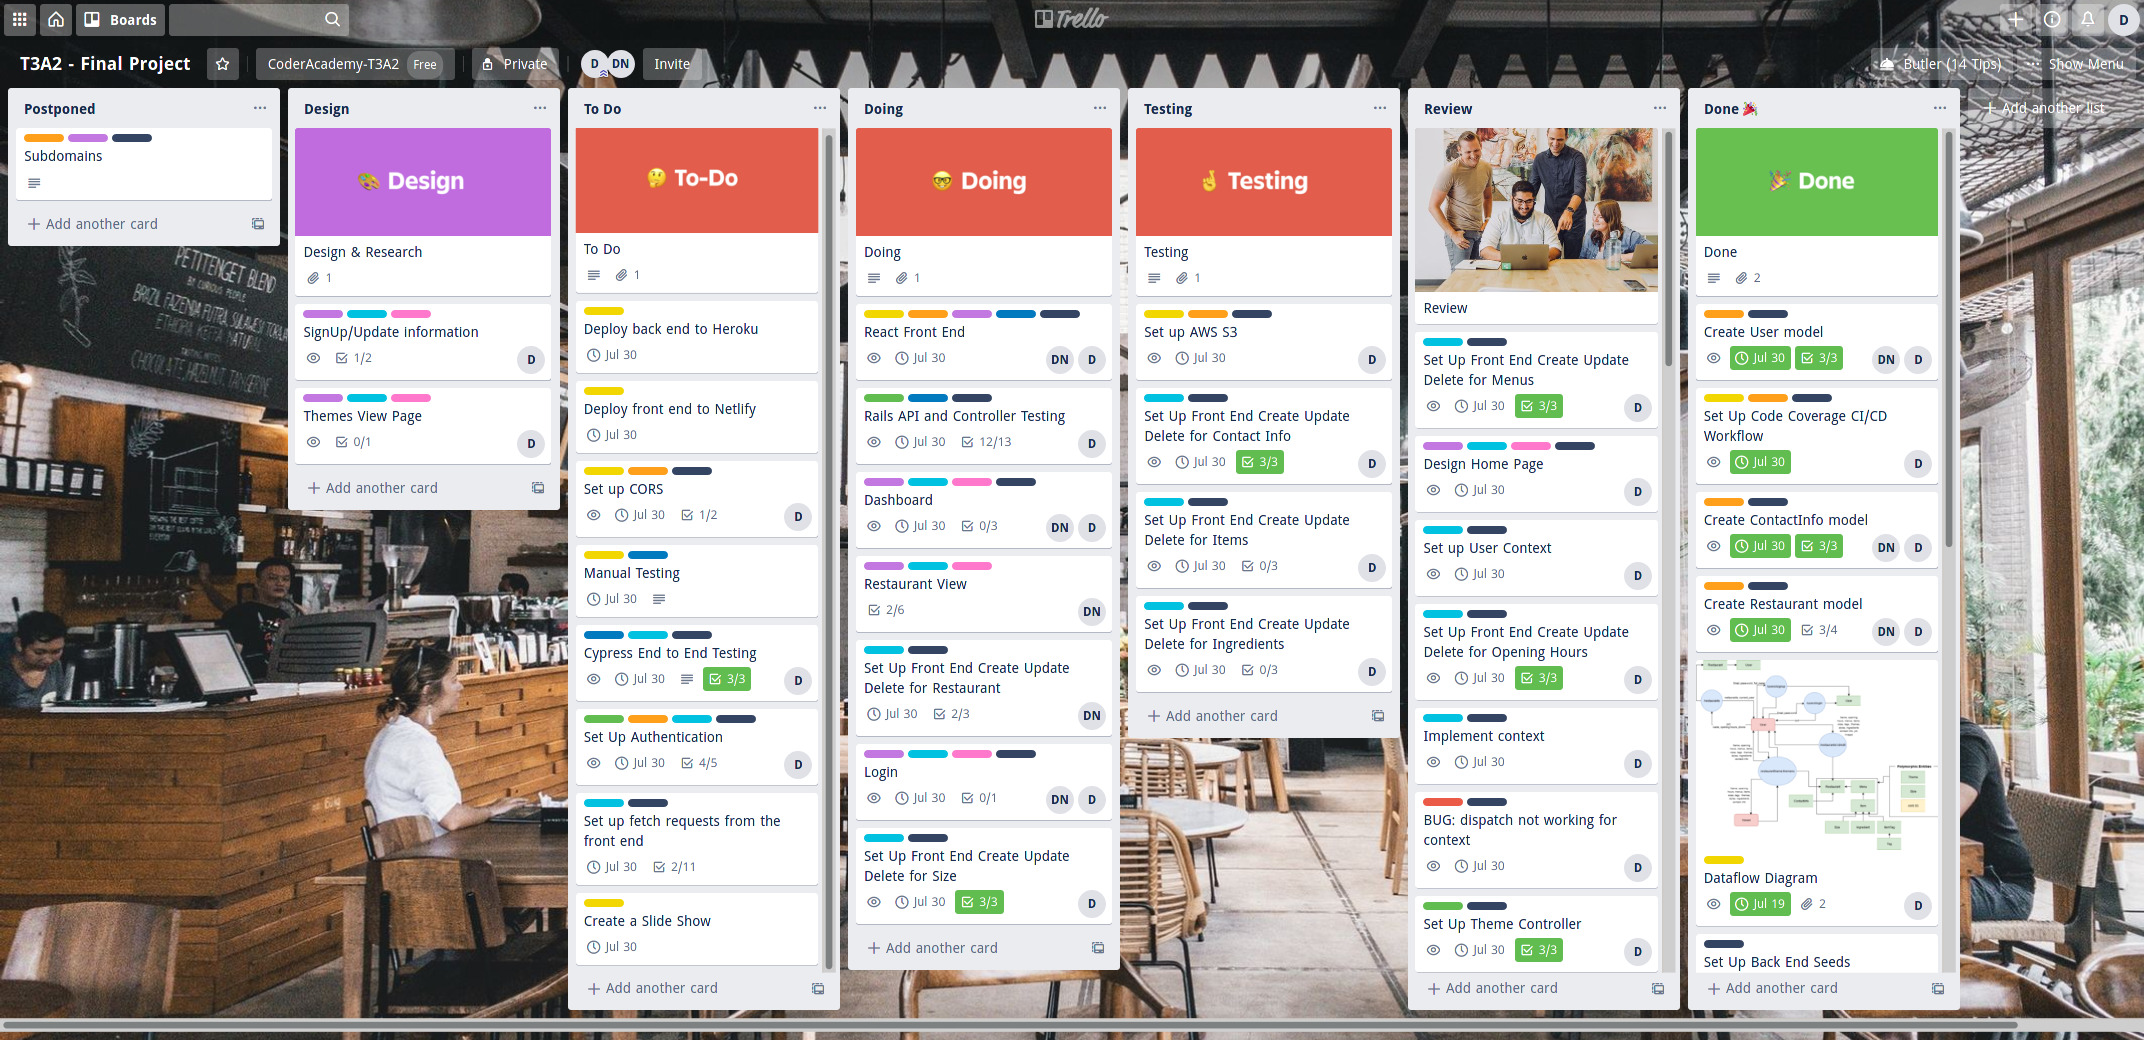 Boards
Trello
D
T3A2 - Final Project
CoderAcademy-T3A2 Free
Private
D DN
Invite
Butler (14 Tips)
Show Menu
Postponed
Subdomains
Add another card
PETITENGET BLEND
Design
Design
Design & Research
1
SignUp/Update information
1/2
D
Themes View Page
0/1
D
Add another card
To Do
To-Do
To Do
1
Deploy back end to Heroku
Jul 30
Deploy front end to Netlify
Jul 30
Set up CORS
Jul 30 1/2
D
Manual Testing
Jul 30
Cypress End to End Testing
Jul 30 3/3
D
Set Up Authentication
Jul 30 4/5
D
Set up fetch requests from the
front end
Jul 30 2/11
Create a Slide Show
Jul 30
Add another card
Doing
Doing
Doing
1
React Front End
Jul 30
DN D
Rails API and Controller Testing
Jul 30 12/13
D
Dashboard
Jul 30 0/3
DN D
Restaurant View
2/6
DN
Set Up Front End Create Update
Delete for Restaurant
Jul 30 2/3
DN
Login
Jul 30 0/1
DN D
Set Up Front End Create Update
Delete for Size
Jul 30 3/3
D
Add another card
Testing
Testing
Testing
1
Set up AWS S3
Jul 30
D
Set Up Front End Create Update
Delete for Contact Info
Jul 30 3/3
D
Set Up Front End Create Update
Delete for Items
Jul 30 0/3
D
Set Up Front End Create Update
Delete for Ingredients
Jul 30 0/3
D
Add another card
Review
Review
Set Up Front End Create Update
Delete for Menus
Jul 30 3/3
D
Design Home Page
Jul 30
D
Set up User Context
Jul 30
D
Set Up Front End Create Update
Delete for Opening Hours
Jul 30 3/3
D
Implement context
Jul 30
D
BUG: dispatch not working for
context
Jul 30
D
Set Up Theme Controller
Jul 30 3/3
D
Add another card
Done
Done
Done
2
Create User model
Jul 30 3/3
DN D
Set Up Code Coverage CI/CD
Workflow
Jul 30
D
Create ContactInfo model
Jul 30 3/3
DN D
Create Restaurant model
Jul 30 3/4
DN D
Dataflow Diagram
Jul 19 2
D
Set Up Back End Seeds
Add another card
Add another list